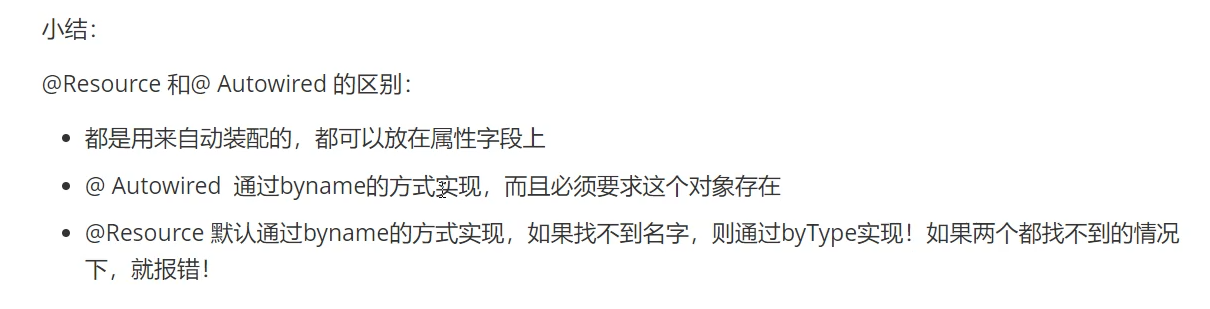 小结：
@Resource 和@ Autowired 的区别：
都是用来自动装配的，都可以放在属性字段上
@ Autowired 通过byname的方式实现，而且必须要求这个对象存在
@Resource 默认通过byname的方式实现，如果找不到名字，则通过byType实现！如果两个都找不到的情况
下，就报错！